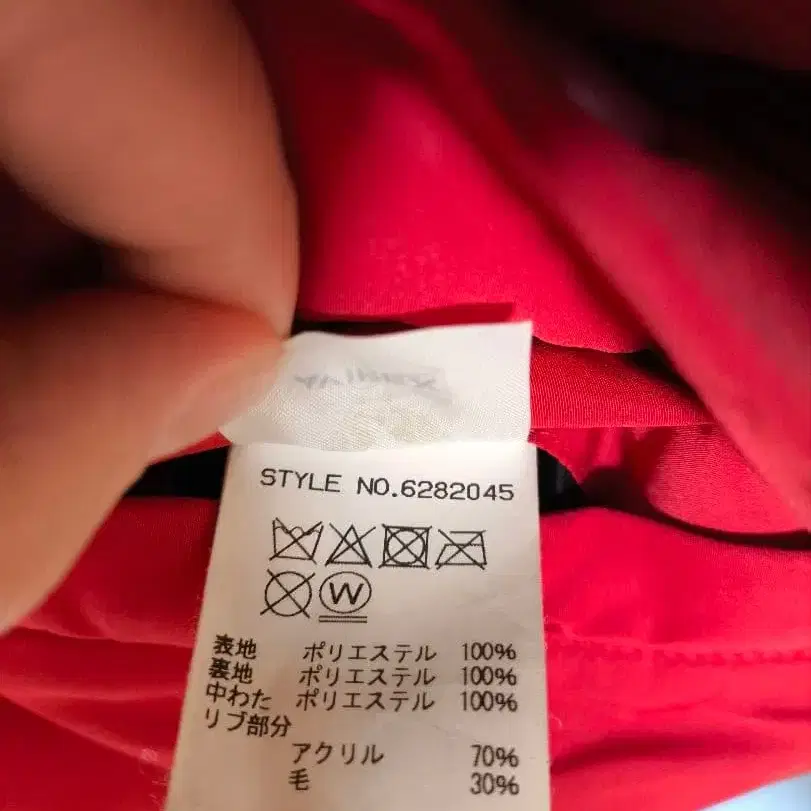 STYLE NO.6282045
W
表地 ポリエステル 100%
裏地 ポリエステル 100%
中わた ポリエステル 100%
リブ部分
アクリル 70%
毛 30%